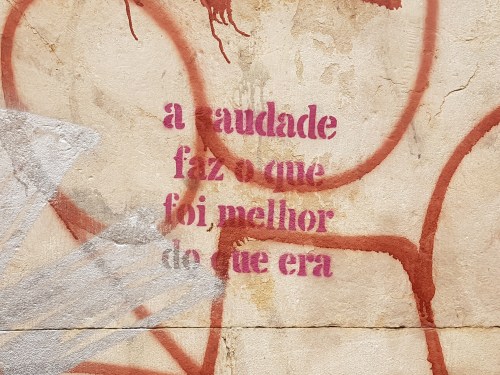 a saudade
faz o que
foi melhor
do que era